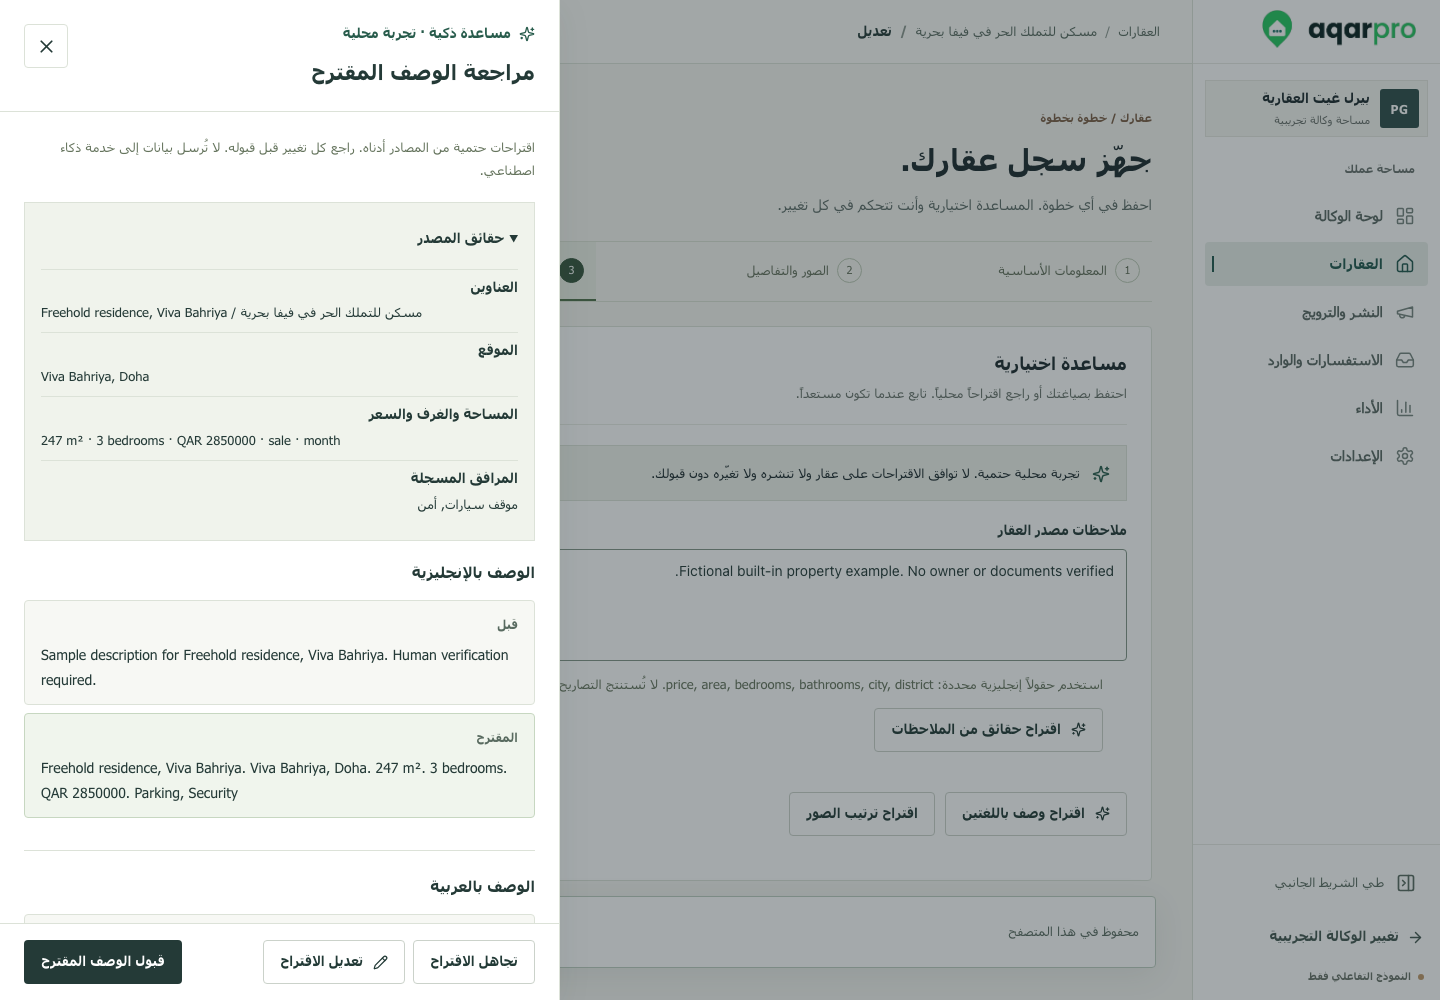 aqarpro
PG
بيرل غيت العقارية
مساحة وكالة تجريبية
مساحة عملك
لوحة الوكالة
العقارات
النشر والترويج
الاستفسارات والوارد
الأداء
الإعدادات
طي الشريط الجانبي
تغيير الوكالة التجريبية
النموذج التفاعلي فقط
العقارات / مسكن للتملك الحر في فيفا بحرية / تعديل
عقارك / خطوة بخطوة
جهّز سجل عقارك.
احفظ في أي خطوة. المساعدة اختيارية وأنت تتحكم في كل تغيير.
1 المعلومات الأساسية
2 الصور والتفاصيل
3
مساعدة اختيارية
احتفظ بصياغتك أو راجع اقتراحاً محلياً. تابع عندما تكون مستعداً.
تجربة محلية حتمية. لا توافق الاقتراحات على عقار ولا تنشره ولا تغيّره دون قبولك.
ملاحظات مصدر العقار
Fictional built-in property example. No owner or documents verified.
استخدم حقولاً إنجليزية محددة: price, area, bedrooms, bathrooms, city, district. لا تُستنتج التصاريح
اقتراح حقائق من الملاحظات
اقتراح وصف باللغتين
اقتراح ترتيب الصور
محفوظ في هذا المتصفح
مساعدة ذكية · تجربة محلية
مراجعة الوصف المقترح
اقتراحات حتمية من المصادر أدناه. راجع كل تغيير قبل قبوله. لا تُرسل بيانات إلى خدمة ذكاء
اصطناعي.
▼ حقائق المصدر
العناوين
Freehold residence, Viva Bahriya / مسكن للتملك الحر في فيفا بحرية
الموقع
Viva Bahriya, Doha
المساحة والغرف والسعر
247 m² · 3 bedrooms · QAR 2850000 · sale · month
المرافق المسجلة
موقف سيارات, أمن
الوصف بالإنجليزية
قبل
Sample description for Freehold residence, Viva Bahriya. Human verification
required.
المقترح
Freehold residence, Viva Bahriya. Viva Bahriya, Doha. 247 m². 3 bedrooms.
QAR 2850000. Parking, Security
الوصف بالعربية
تجاهل الاقتراح
تعديل الاقتراح
قبول الوصف المقترح